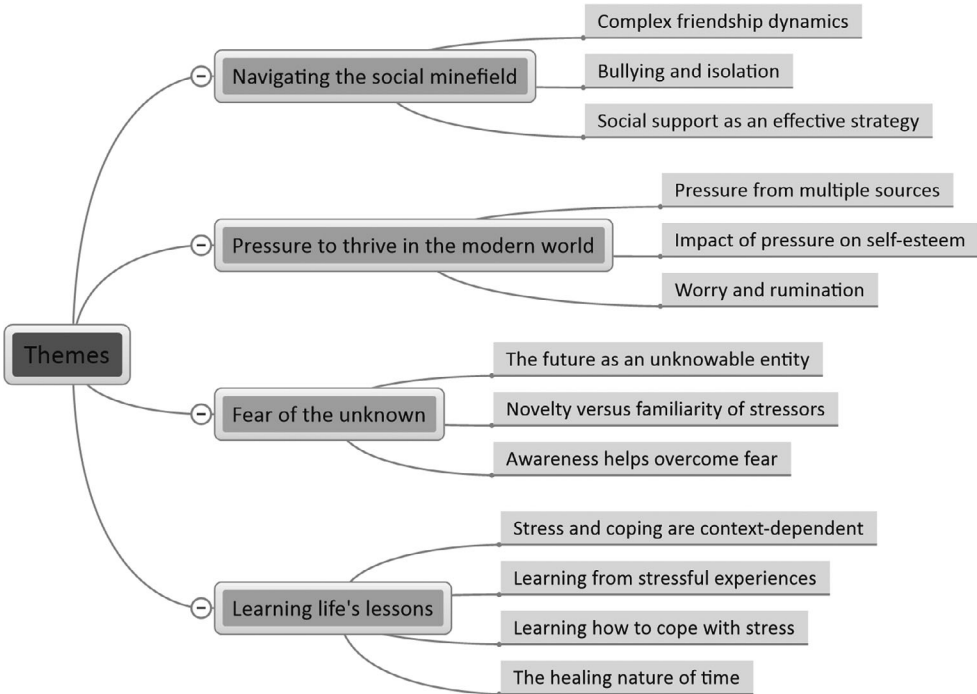 Themes
Navigating the social minefield
Complex friendship dynamics
Bullying and isolation
Social support as an effective strategy
Pressure to thrive in the modern world
Pressure from multiple sources
Impact of pressure on self-esteem
Worry and rumination
Fear of the unknown
The future as an unknowable entity
Novelty versus familiarity of stressors
Awareness helps overcome fear
Learning life's lessons
Stress and coping are context-dependent
Learning from stressful experiences
Learning how to cope with stress
The healing nature of time